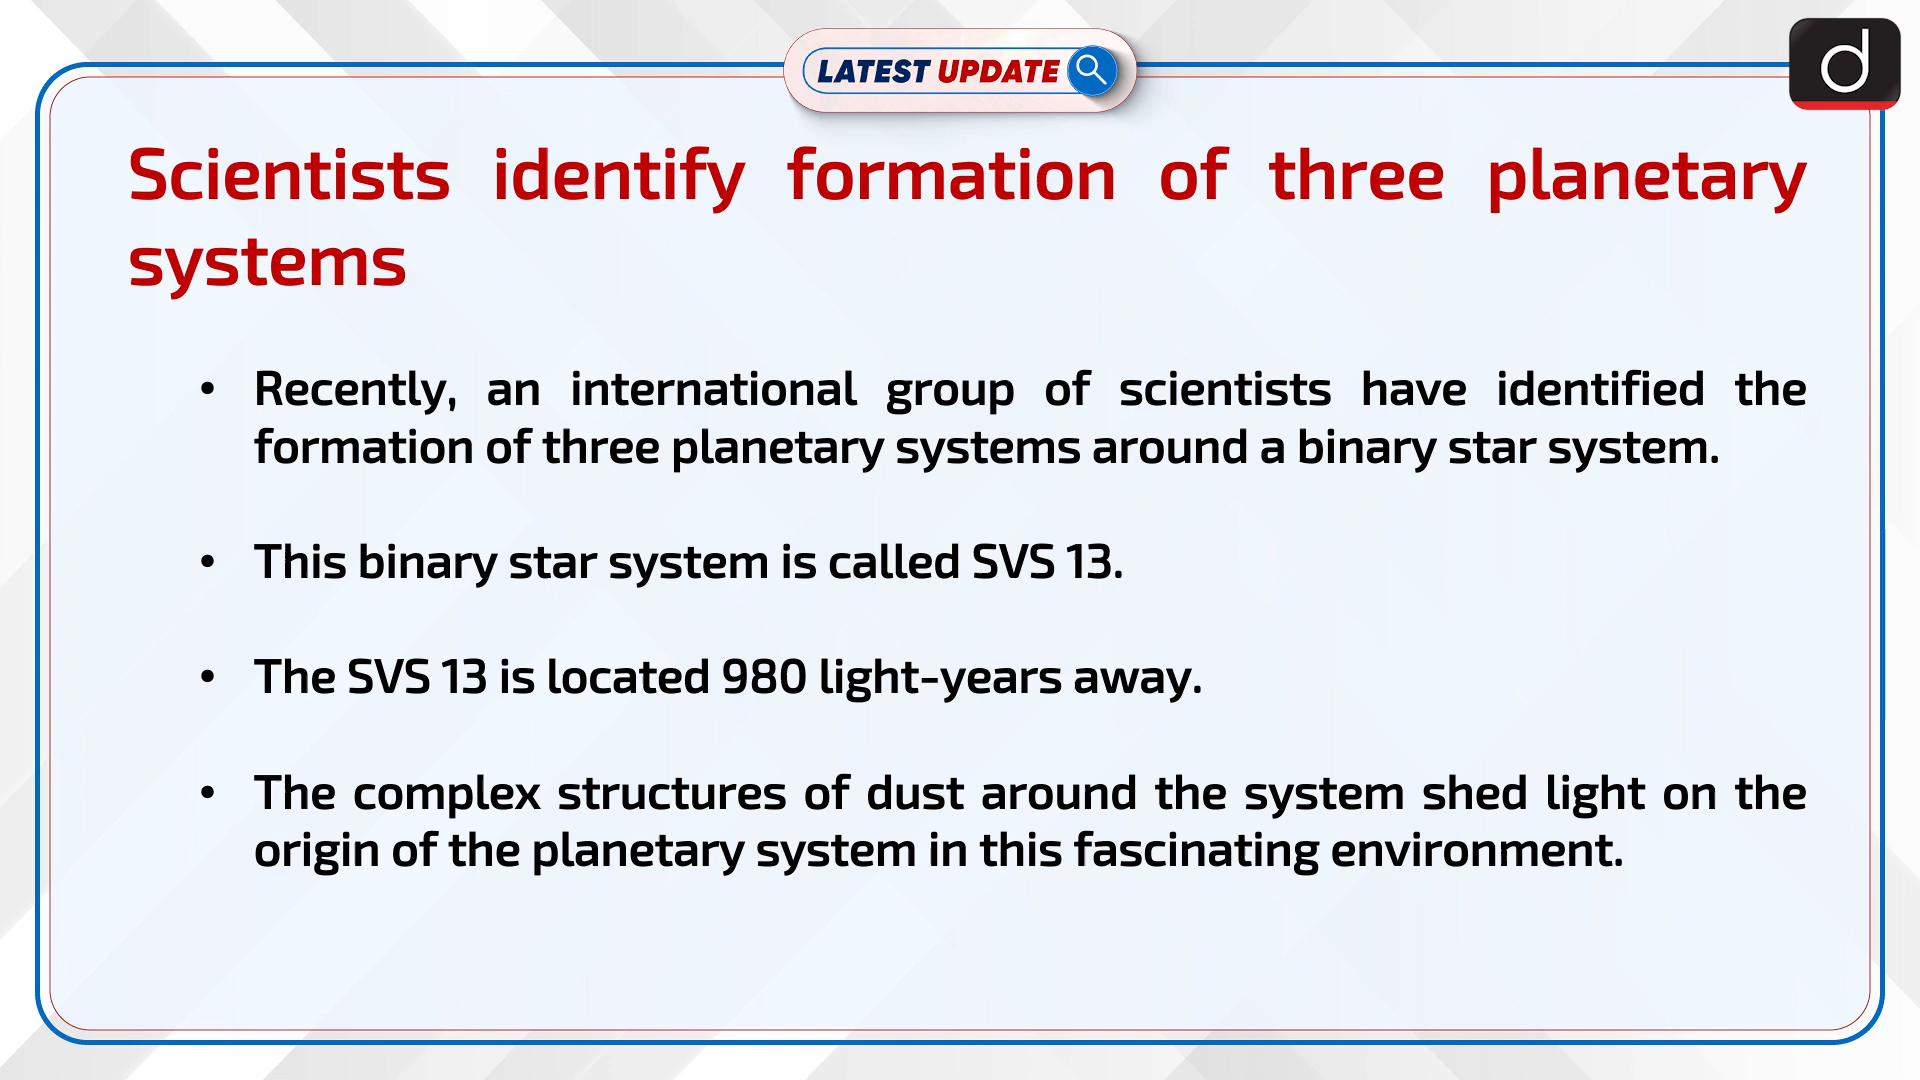 LATEST UPDATE
d
Scientists identify formation of three planetary
systems
• Recently, an international group of scientists have identified the
formation of three planetary systems around a binary star system.
• This binary star system is called SVS 13.
• The SVS 13 is located 980 light-years away.
• The complex structures of dust around the system shed light on the
origin of the planetary system in this fascinating environment.